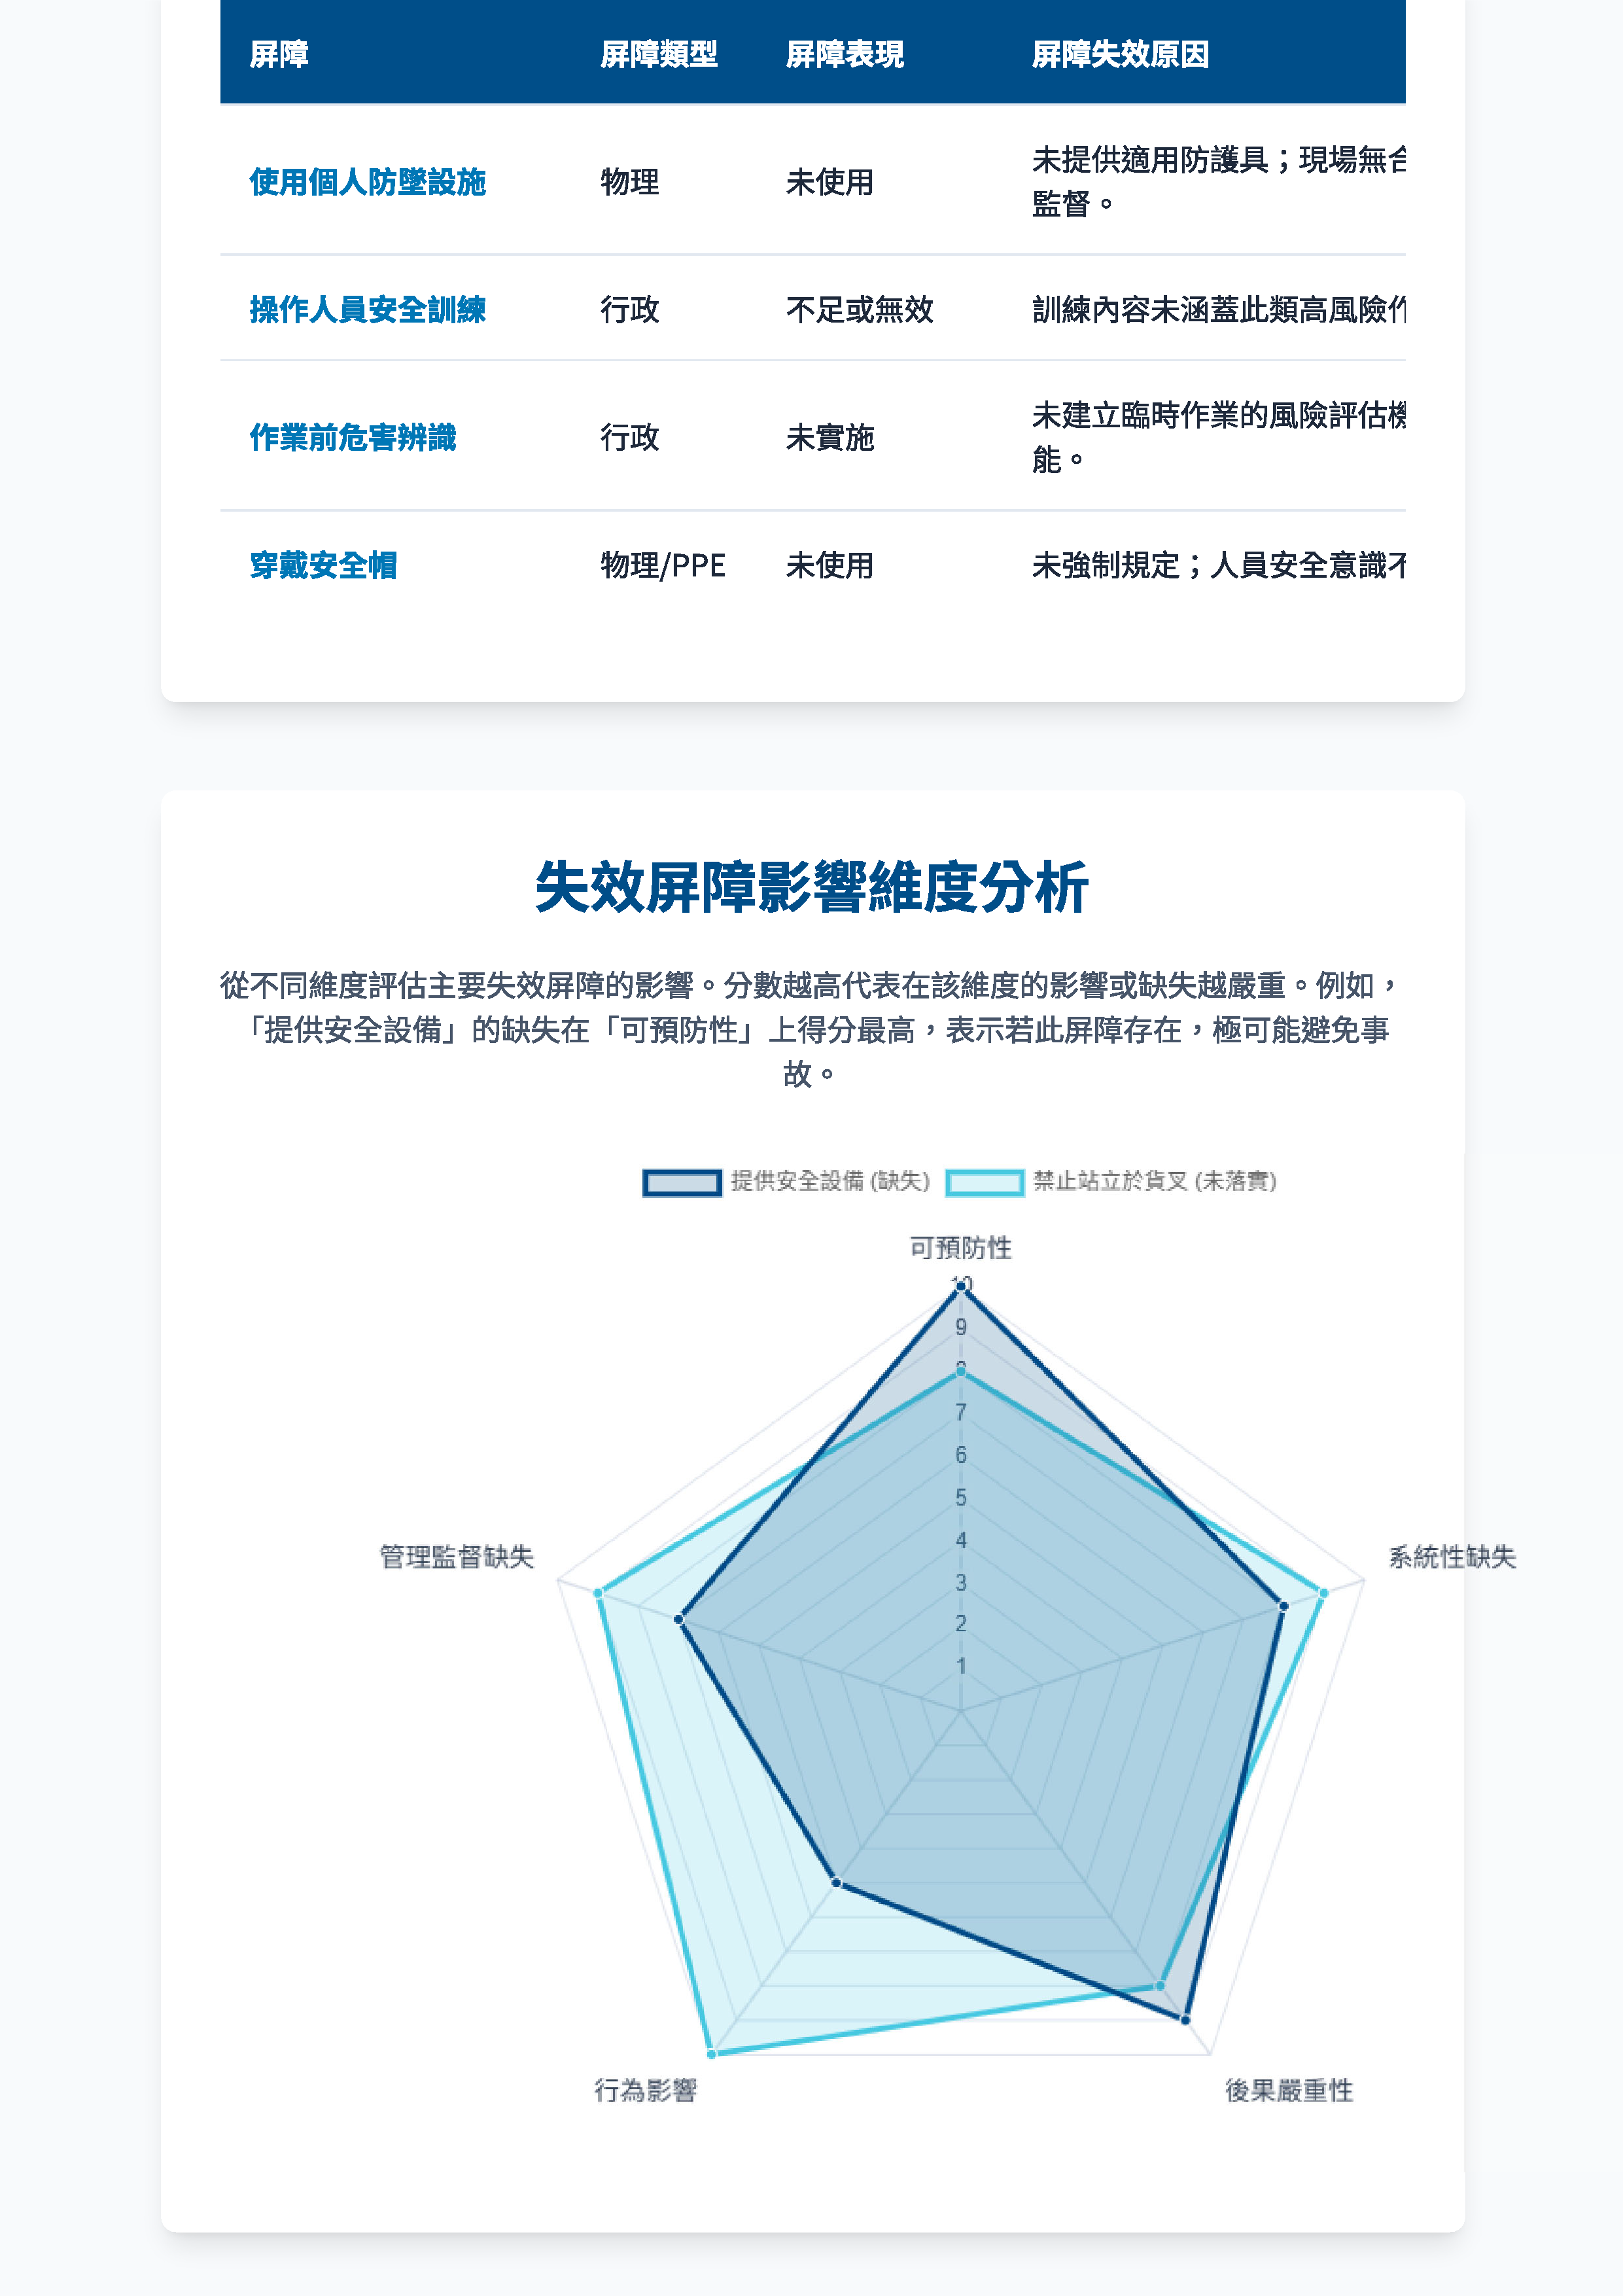 屏障 屏障類型 屏障表現 屏障失效原因
使用個人防墜設施 物理 未使用 未提供適用防護具；現場無合
監督。
操作人員安全訓練 行政 不足或無效 訓練內容未涵蓋此類高風險作
作業前危害辨識 行政 未實施 未建立臨時作業的風險評估機
能。
穿戴安全帽 物理/PPE 未使用 未強制規定；人員安全意識不
失效屏障影響維度分析
從不同維度評估主要失效屏障的影響。分數越高代表在該維度的影響或缺失越嚴重。例如，
「提供安全設備」的缺失在「可預防性」上得分最高，表示若此屏障存在，極可能避免事
故。
提供安全設備 (缺失) 禁止站立於貨叉 (未落實)
可預防性
10
9
8
7
6
5
4
3
2
1
管理監督缺失 系統性缺失
行為影響 後果嚴重性